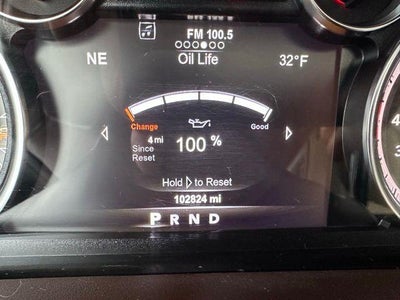 FM 100.5
NE Oil Life 32°F
Change Good
4 mi
Since
Reset
100 %
Hold ▷ to Reset
102824 mi
P R N D